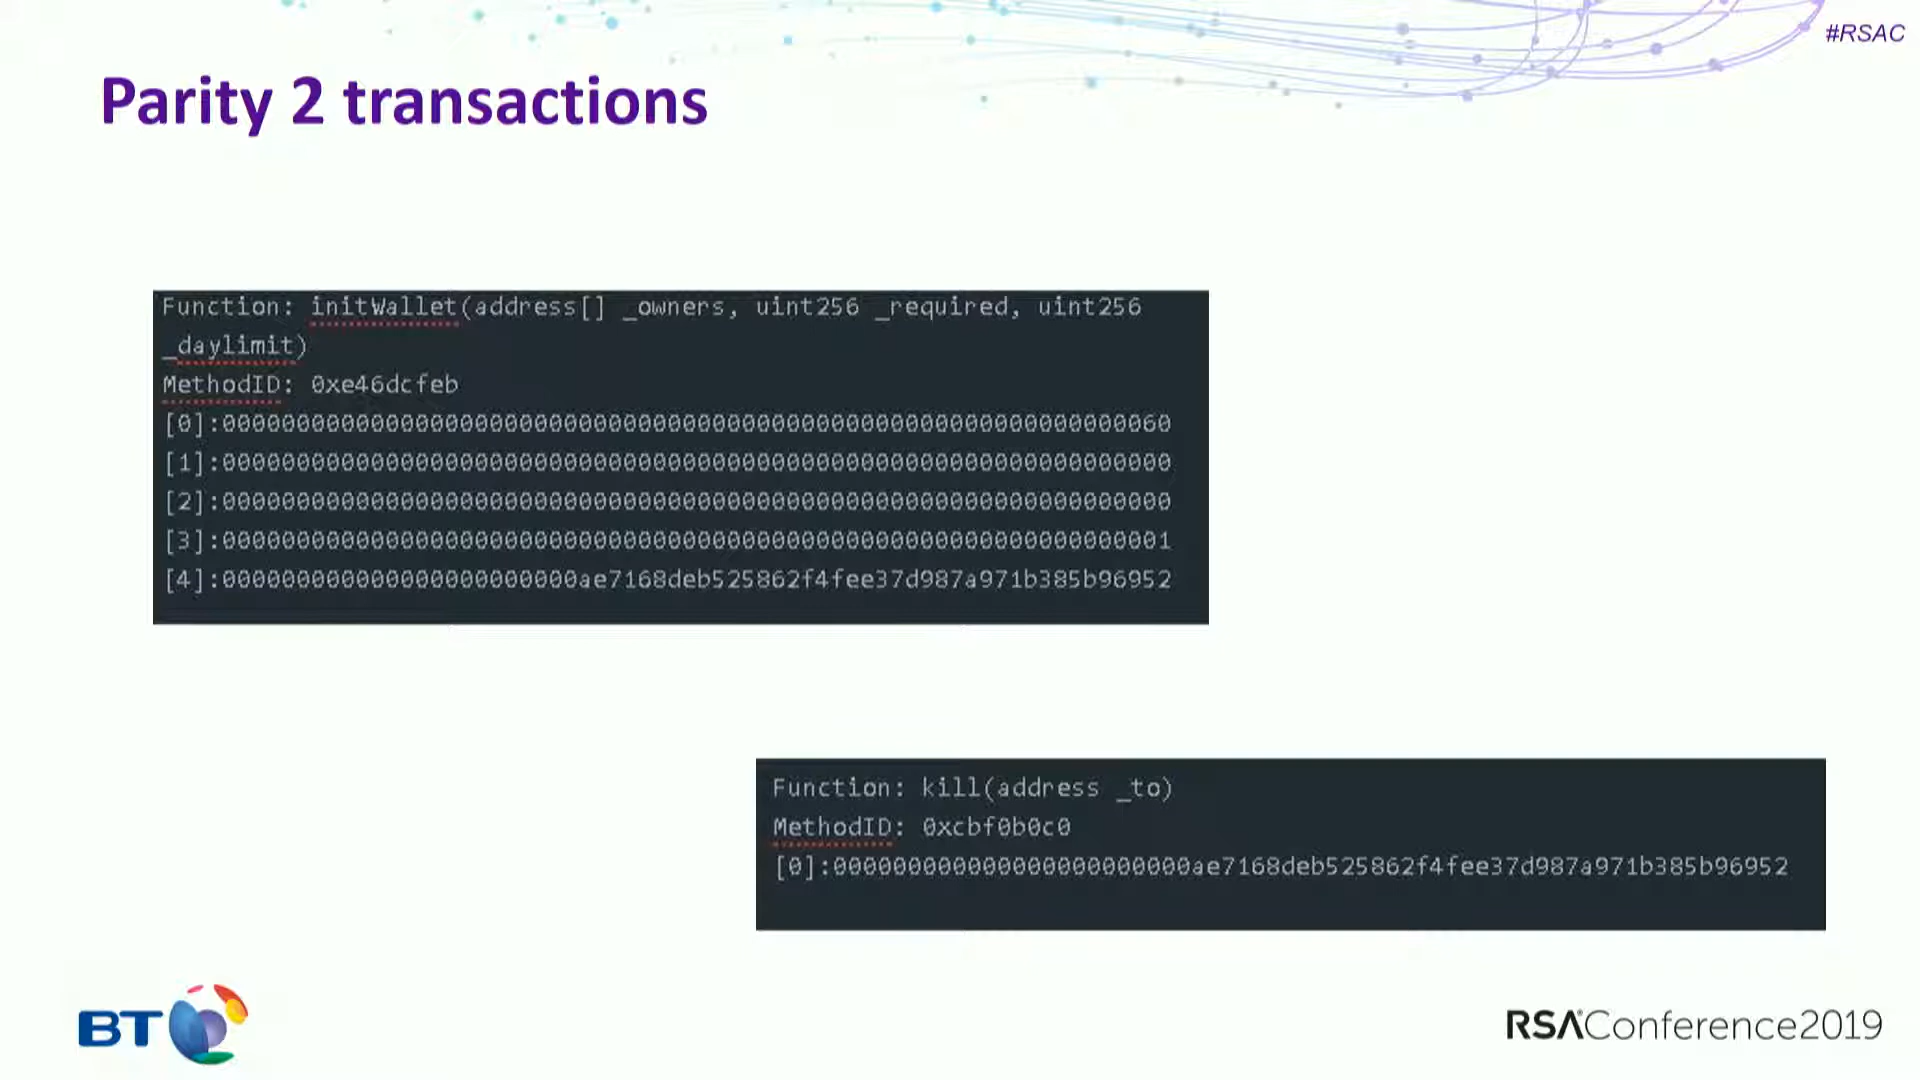 #RSAC
Parity 2 transactions
Function: initWallet(address[] _owners, uint256 _required, uint256
_daylimit)
MethodID: 0xe46dcfeb
[0]:0000000000000000000000000000000000000000000000000000000000000060
[1]:0000000000000000000000000000000000000000000000000000000000000000
[2]:0000000000000000000000000000000000000000000000000000000000000000
[3]:0000000000000000000000000000000000000000000000000000000000000001
[4]:000000000000000000000000ae7168deb525862f4fee37d987a971b385b96952
Function: kill(address _to)
MethodID: 0xcbf0b0c0
[0]:000000000000000000000000ae7168deb525862f4fee37d987a971b385b96952
BT
RSAConference2019